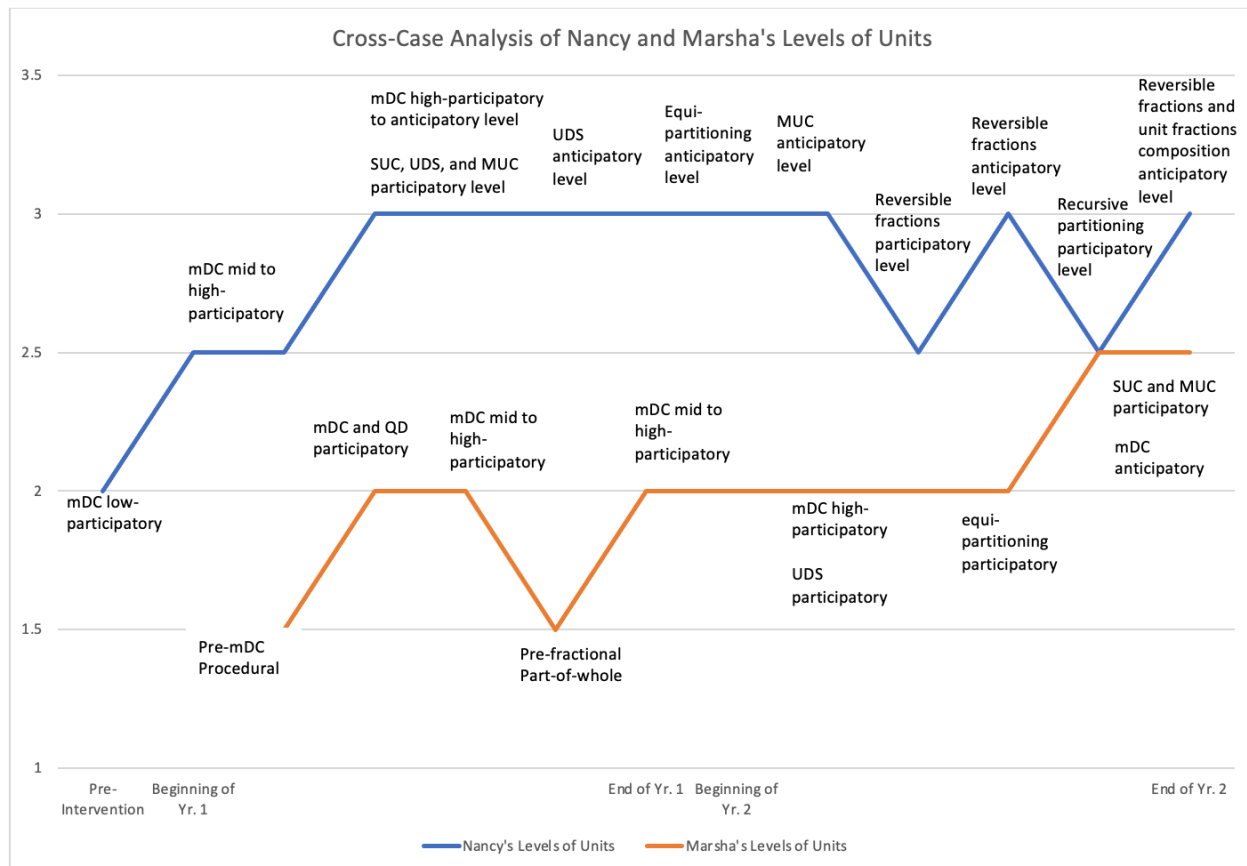 Cross-Case Analysis of Nancy and Marsha's Levels of Units
3.5
3
2.5
2
1.5
1
mDC low-
participatory
mDC mid to
high-
participatory
mDC high-participatory
to anticipatory level
SUC, UDS, and MUC
participatory level
UDS
anticipatory
level
Equi-
partitioning
anticipatory
level
MUC
anticipatory
level
Reversible
fractions
participatory
level
Reversible
fractions
anticipatory
level
Recursive
partitioning
participatory
level
Reversible
fractions and
unit fractions
composition
anticipatory
level
Pre-mDC
Procedural
mDC and QD
participatory
mDC mid to
high-
participatory
Pre-fractional
Part-of-whole
mDC mid to
high-
participatory
mDC high-
participatory
UDS
participatory
equi-
partitioning
participatory
SUC and MUC
participatory
mDC
anticipatory
Pre-
Intervention
Beginning of
Yr. 1
End of Yr. 1
Beginning of
Yr. 2
End of Yr. 2
Nancy's Levels of Units
Marsha's Levels of Units